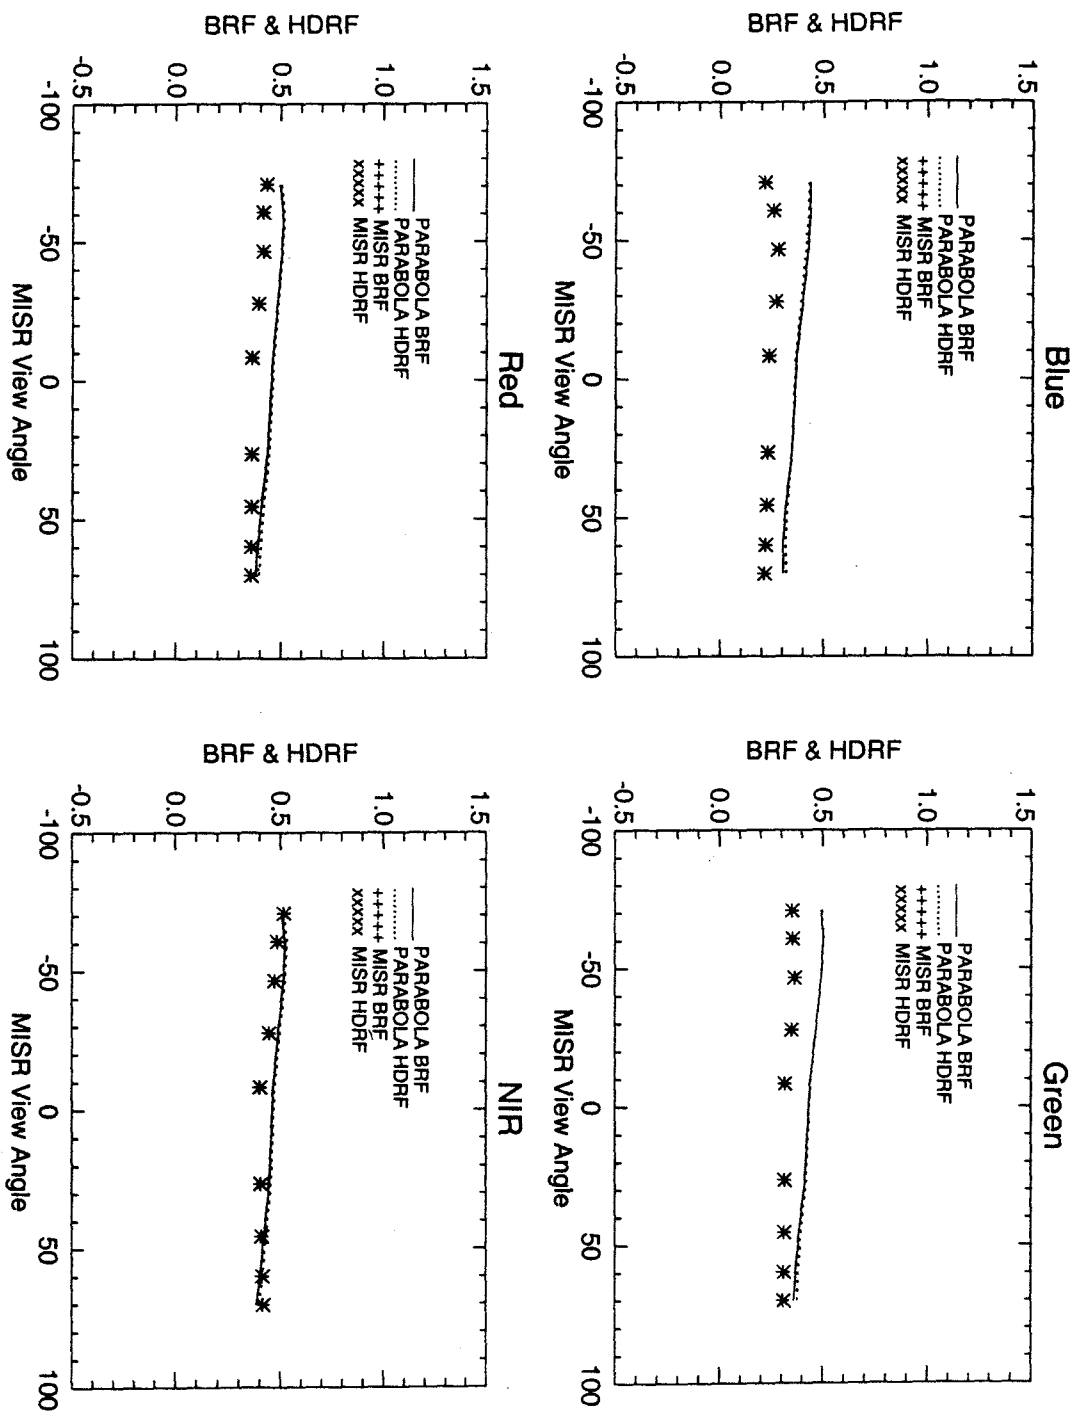 Blue
BRF & HDRF
1.5
1.0
0.5
0.0
-0.5
PARABOLA BRF
PARABOLA HDRF
+++++ MISR BRF
xxxxx MISR HDRF
-100
-50
0
50
100
MISR View Angle
Green
BRF & HDRF
1.5
1.0
0.5
0.0
-0.5
PARABOLA BRF
PARABOLA HDRF
+++++ MISR BRF
xxxxx MISR HDRF
-100
-50
0
50
100
MISR View Angle
Red
BRF & HDRF
1.5
1.0
0.5
0.0
-0.5
PARABOLA BRF
PARABOLA HDRF
+++++ MISR BRF
xxxxx MISR HDRF
-100
-50
0
50
100
MISR View Angle
NIR
BRF & HDRF
1.5
1.0
0.5
0.0
-0.5
PARABOLA BRF
PARABOLA HDRF
+++++ MISR BRF
xxxxx MISR HDRF
-100
-50
0
50
100
MISR View Angle